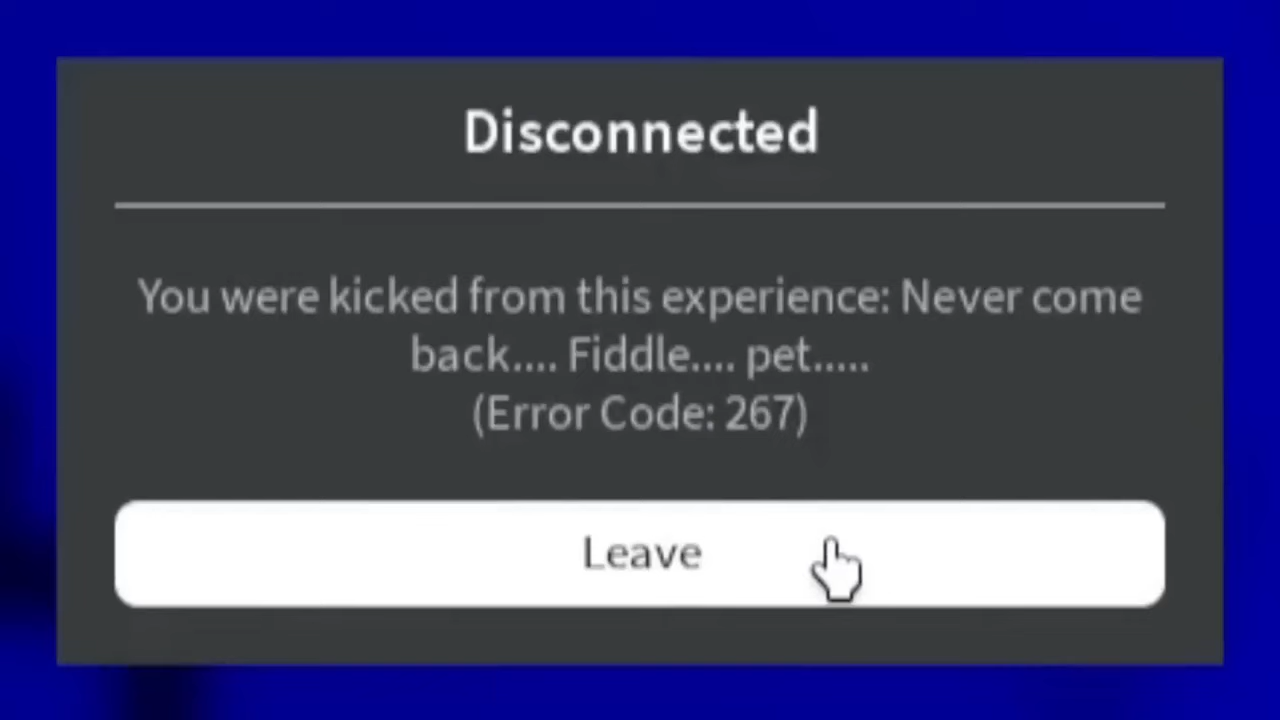 Disconnected
You were kicked from this experience: Never come
back.... Fiddle.... pet.....
(Error Code: 267)
Leave